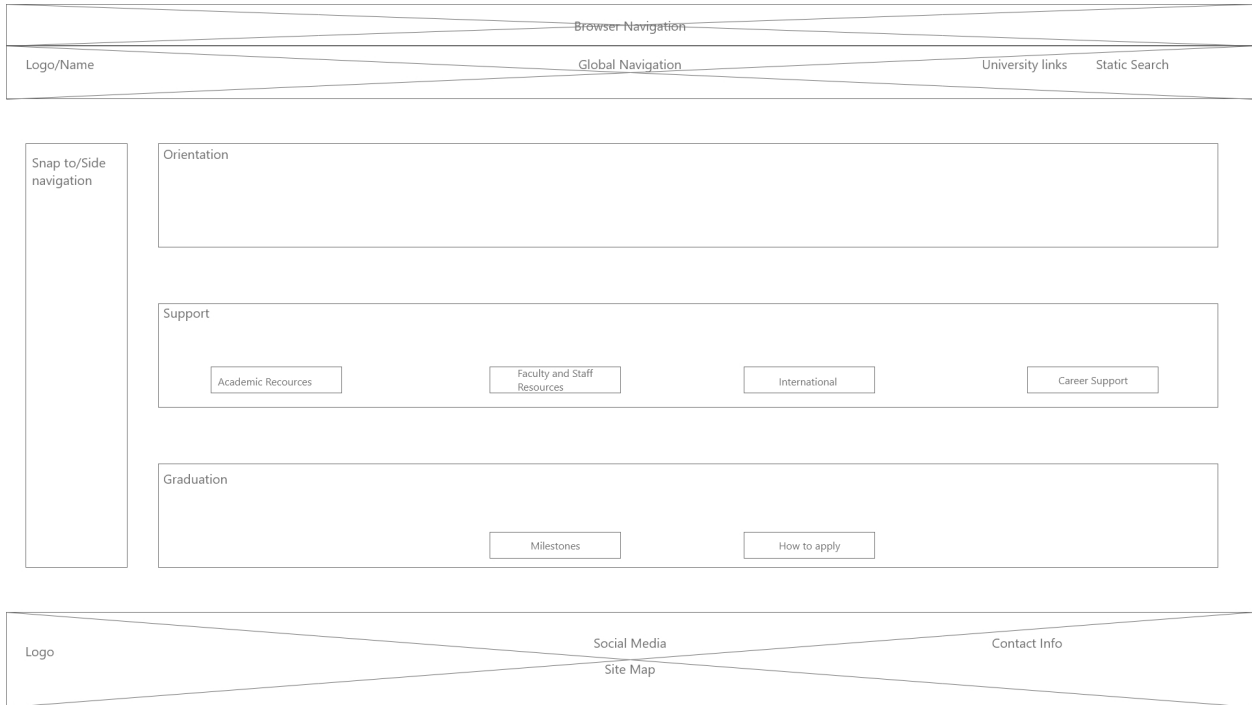 Browser Navigation
Logo/Name
Global Navigation
University links
Static Search
Snap to/Side
navigation
Orientation
Support
Academic Recources
Faculty and Staff
Resources
International
Career Support
Graduation
Milestones
How to apply
Logo
Social Media
Site Map
Contact Info